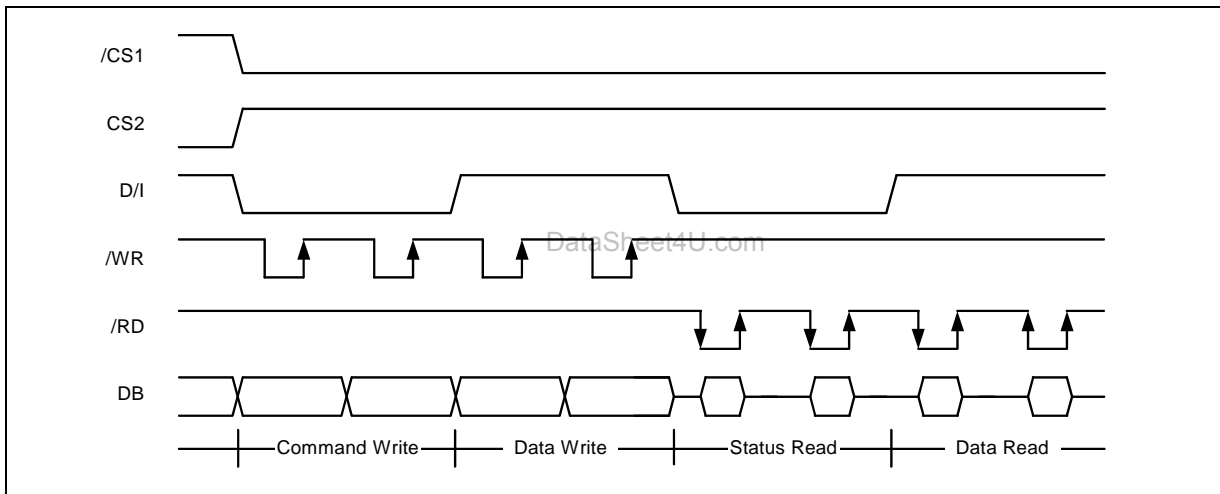 /CS1
CS2
D/I
DataSheet4U.com
/WR
/RD
DB
Command Write
Data Write
Status Read
Data Read